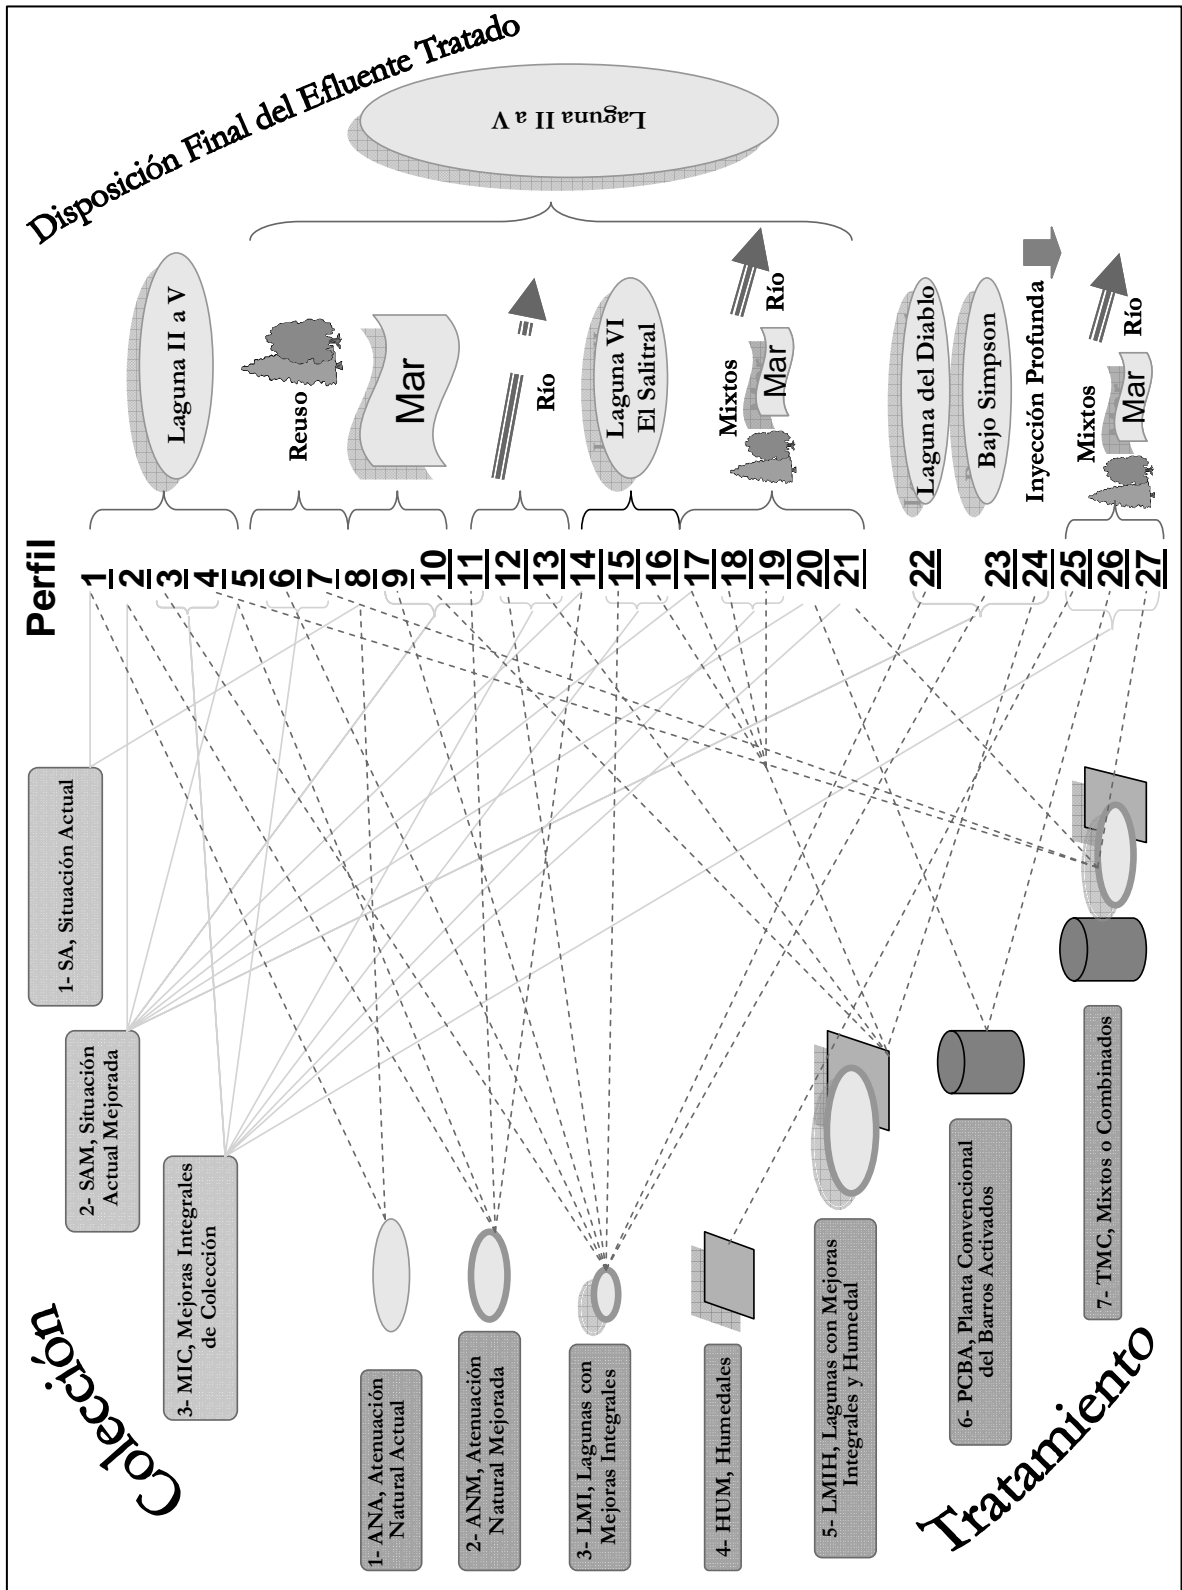 Colección
1- SA, Situación Actual
2- SAM, Situación
Actual Mejorada
3- MIC, Mejoras Integrales
de Colección
Tratamiento
1- ANA, Atenuación
Natural Actual
2- ANM, Atenuación
Natural Mejorada
3- LMI, Lagunas con
Mejoras Integrales
4- HUM, Humedales
5- LMIH, Lagunas con Mejoras
Integrales y Humedal
6- PCBA, Planta Convencional
del Barros Activados
7- TMC, Mixtos o Combinados
Perfil
1
2
3
4
5
6
7
8
9
10
11
12
13
14
15
16
17
18
19
20
21
22
23
24
25
26
27
Disposición Final del Efluente Tratado
Laguna II a V
Reuso
Mar
Río
Laguna VI
El Salitral
Mixtos
Mar
Río
Laguna II a V
Laguna del Diablo
Bajo Simpson
Inyección Profunda
Mixtos
Mar
Río